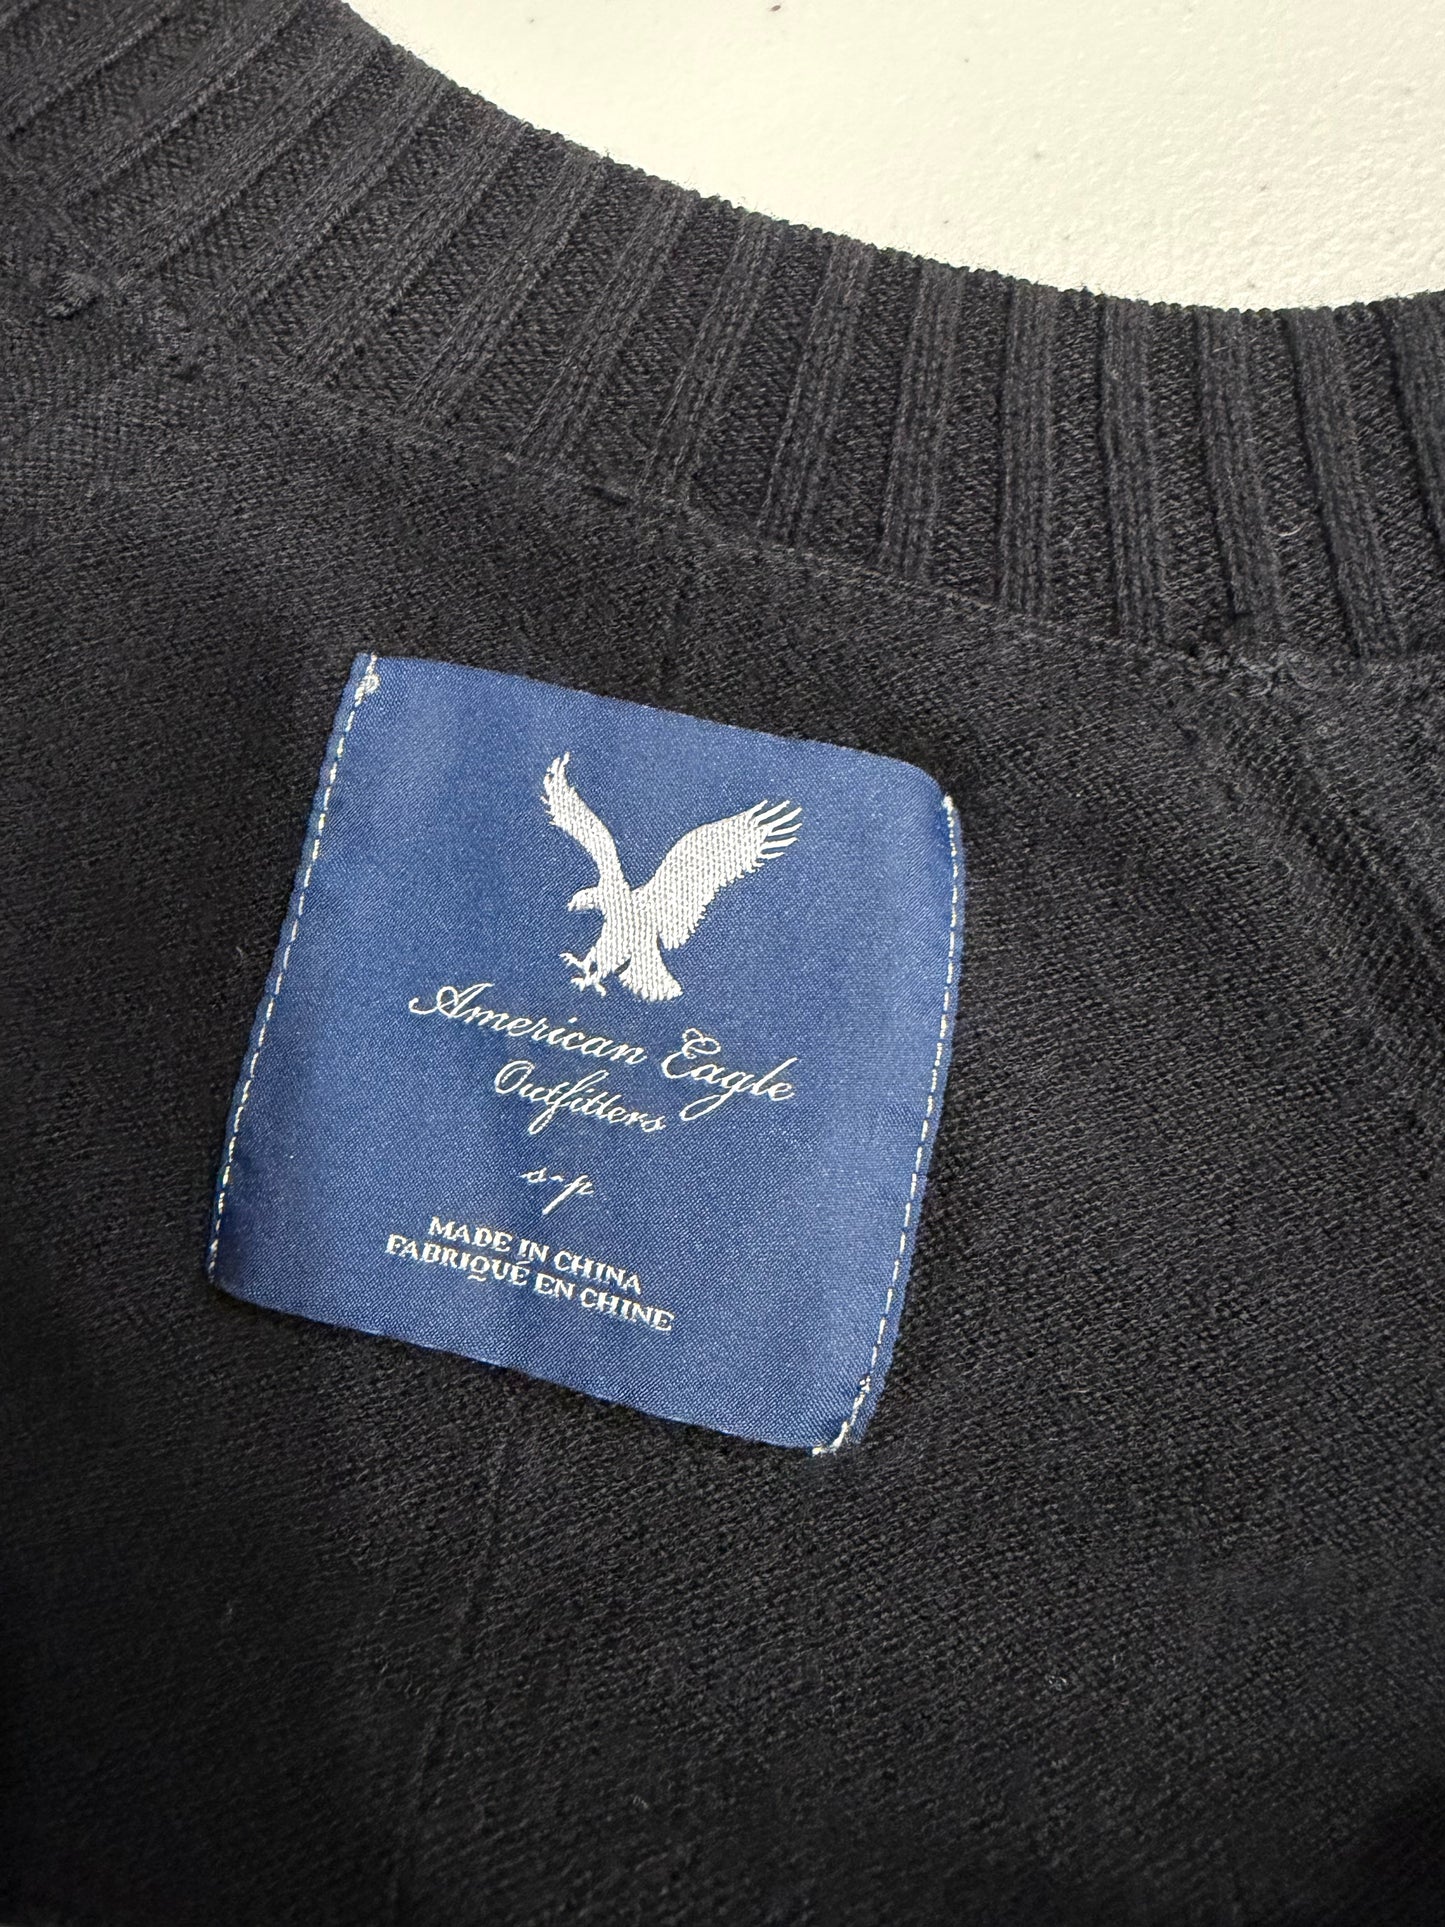 American Eagle
Outfitters
s-p
MADE IN CHINA
FABRIQUÉ EN CHINE